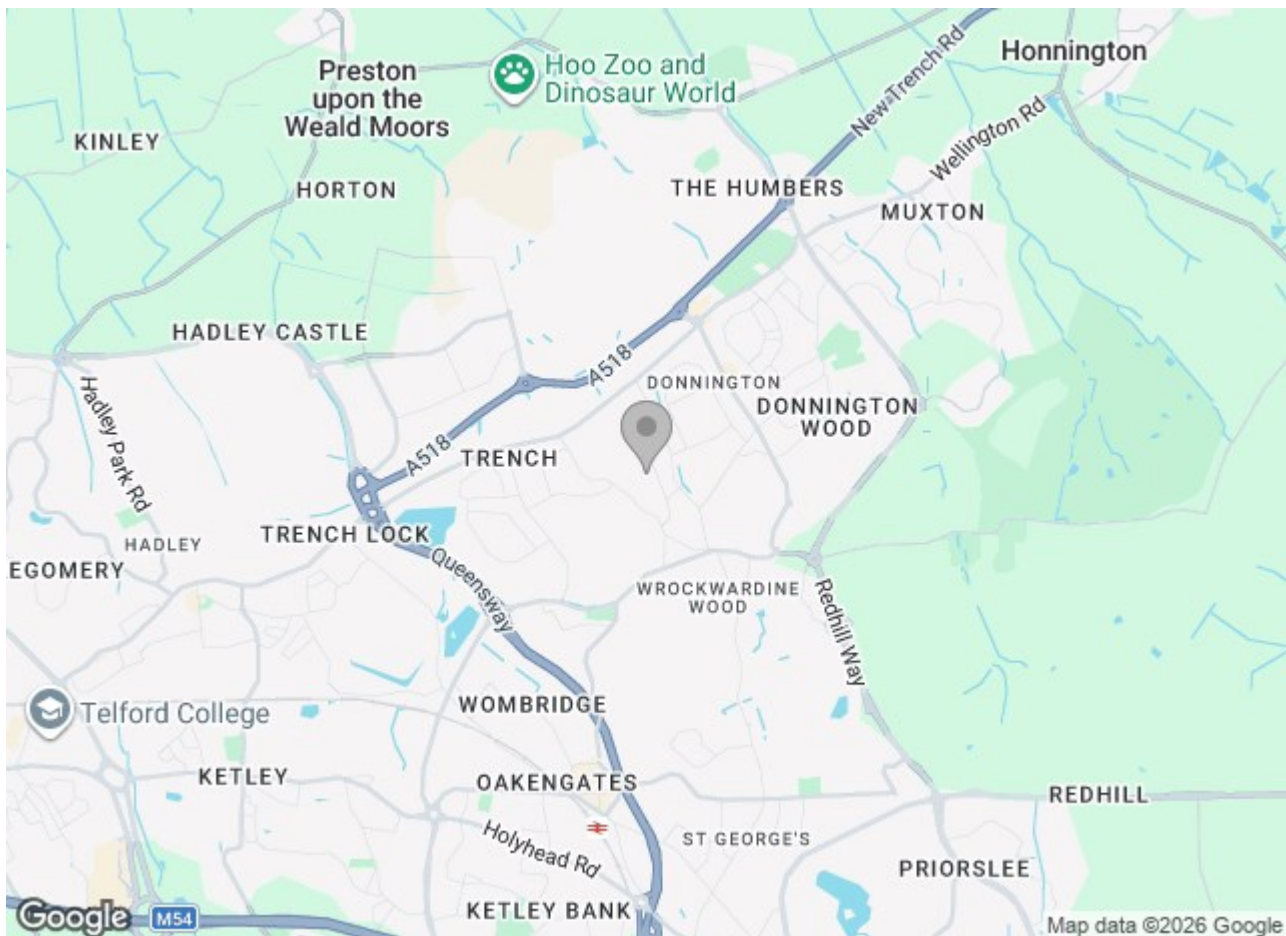 Honnington
Preston
upon the
Weald Moors
Hoo Zoo and
Dinosaur World
New Trench Rd
Wellington Rd
KINLEY
HORTON
THE HUMBERS
MUXTON
HADLEY CASTLE
A518
DONNINGTON
DONNINGTON
WOOD
Hadley Park Rd
A518
TRENCH
TRENCH LOCK
HADLEY
EGOMERY
Queensway
WROCKWARDINE
WOOD
Redhill Way
Telford College
WOMBRIDGE
KETLEY
OAKENGATES
REDHILL
Holyhead Rd
ST GEORGE'S
PRIORSLEE
KETLEY BANK
Google
M54
Map data ©2026 Google